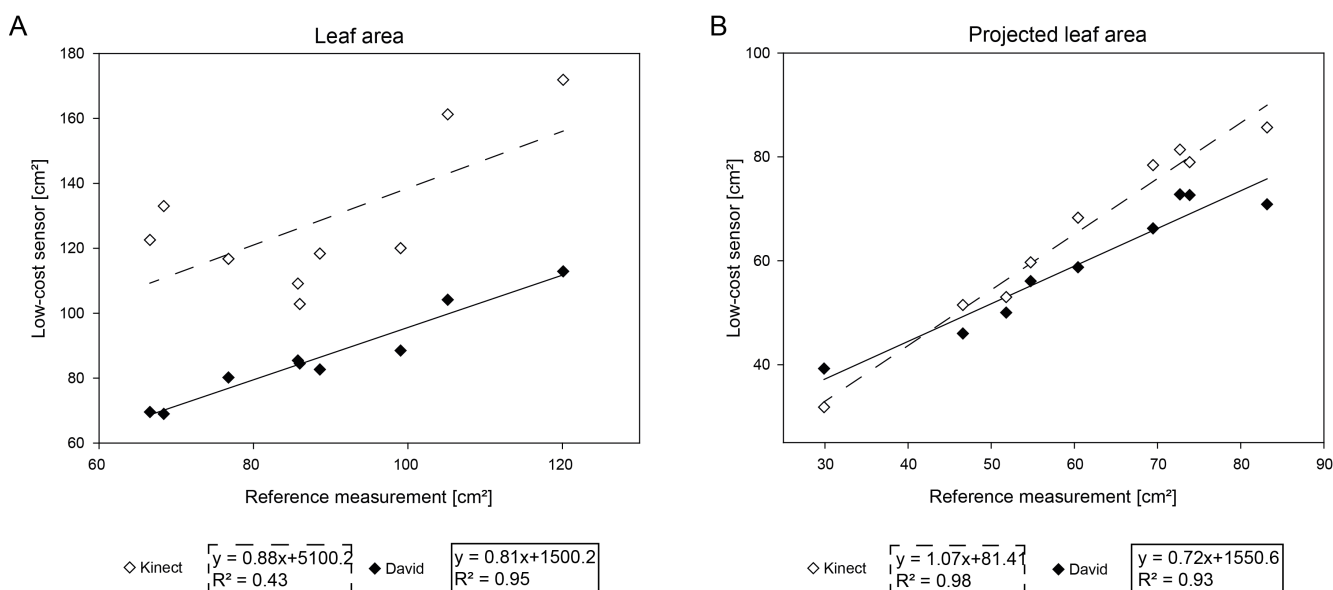 A
Leaf area
180
160
140
120
100
80
60
Low-cost sensor [cm²]
60 80 100 120
Reference measurement [cm²]
Kinect
y = 0.88x+5100.2
R² = 0.43
David
y = 0.81x+1500.2
R² = 0.95
B
Projected leaf area
100
80
60
40
Low-cost sensor [cm²]
30 40 50 60 70 80 90
Reference measurement [cm²]
Kinect
y = 1.07x+81.41
R² = 0.98
David
y = 0.72x+1550.6
R² = 0.93